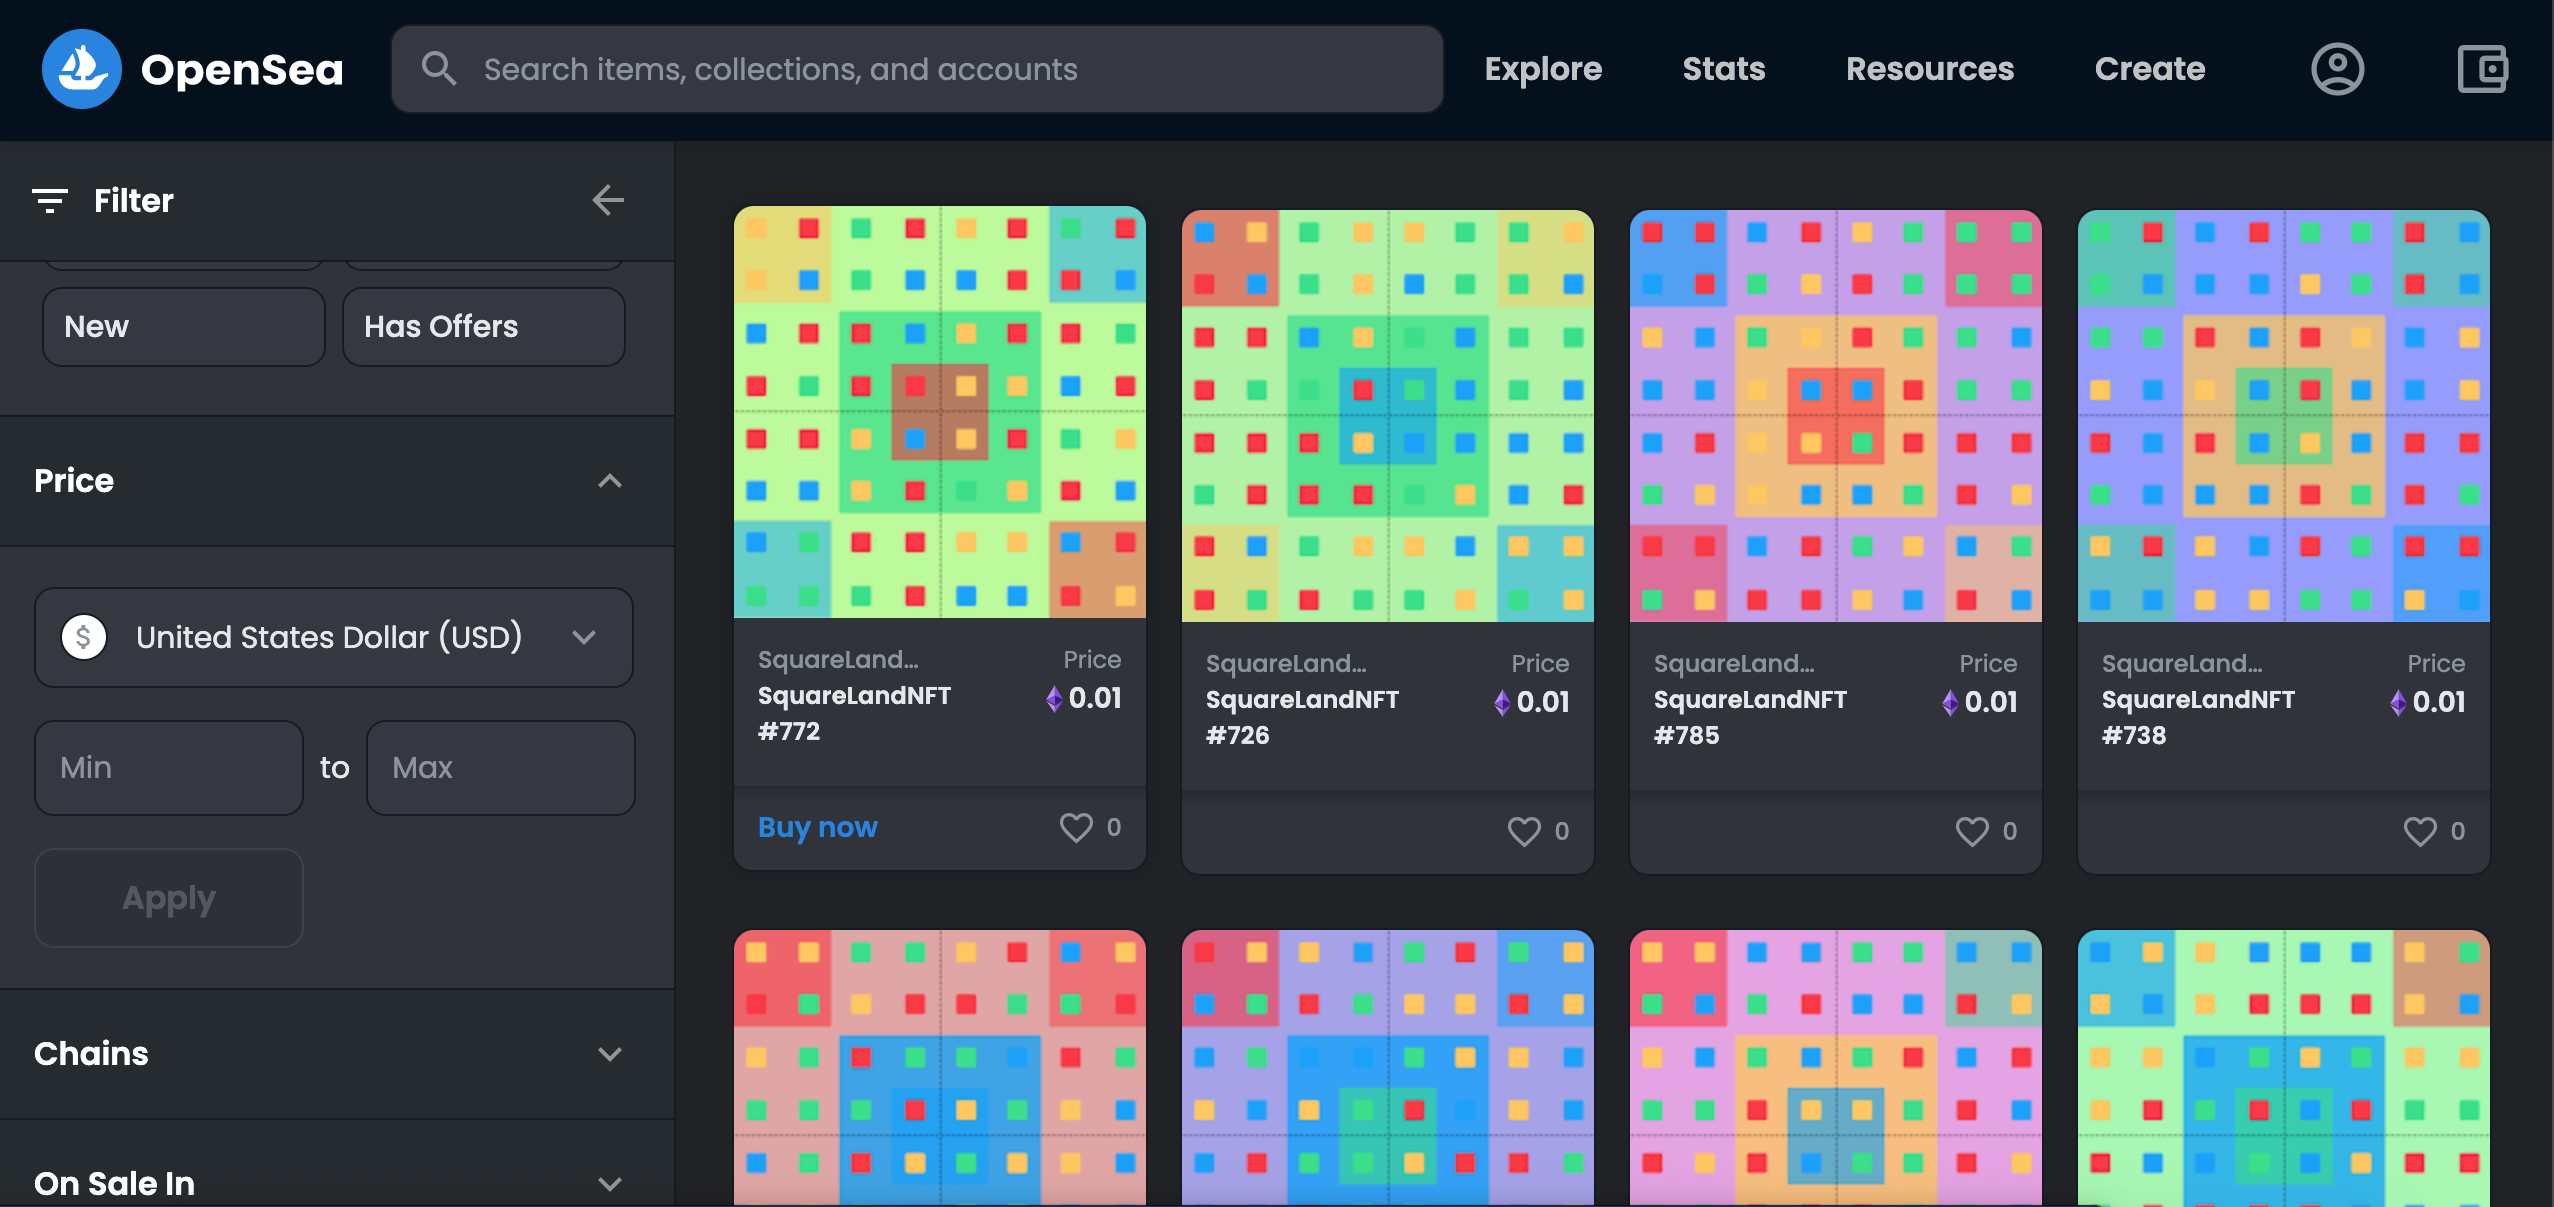 OpenSea
Search items, collections, and accounts
Explore
Stats
Resources
Create
Filter
New
Has Offers
Price
$
United States Dollar (USD)
Min
to
Max
Apply
Chains
On Sale In
SquareLand...
Price
SquareLandNFT
0.01
#772
Buy now
0
SquareLand...
Price
SquareLandNFT
0.01
#726
0
SquareLand...
Price
SquareLandNFT
0.01
#785
0
SquareLand...
Price
SquareLandNFT
0.01
#738
0